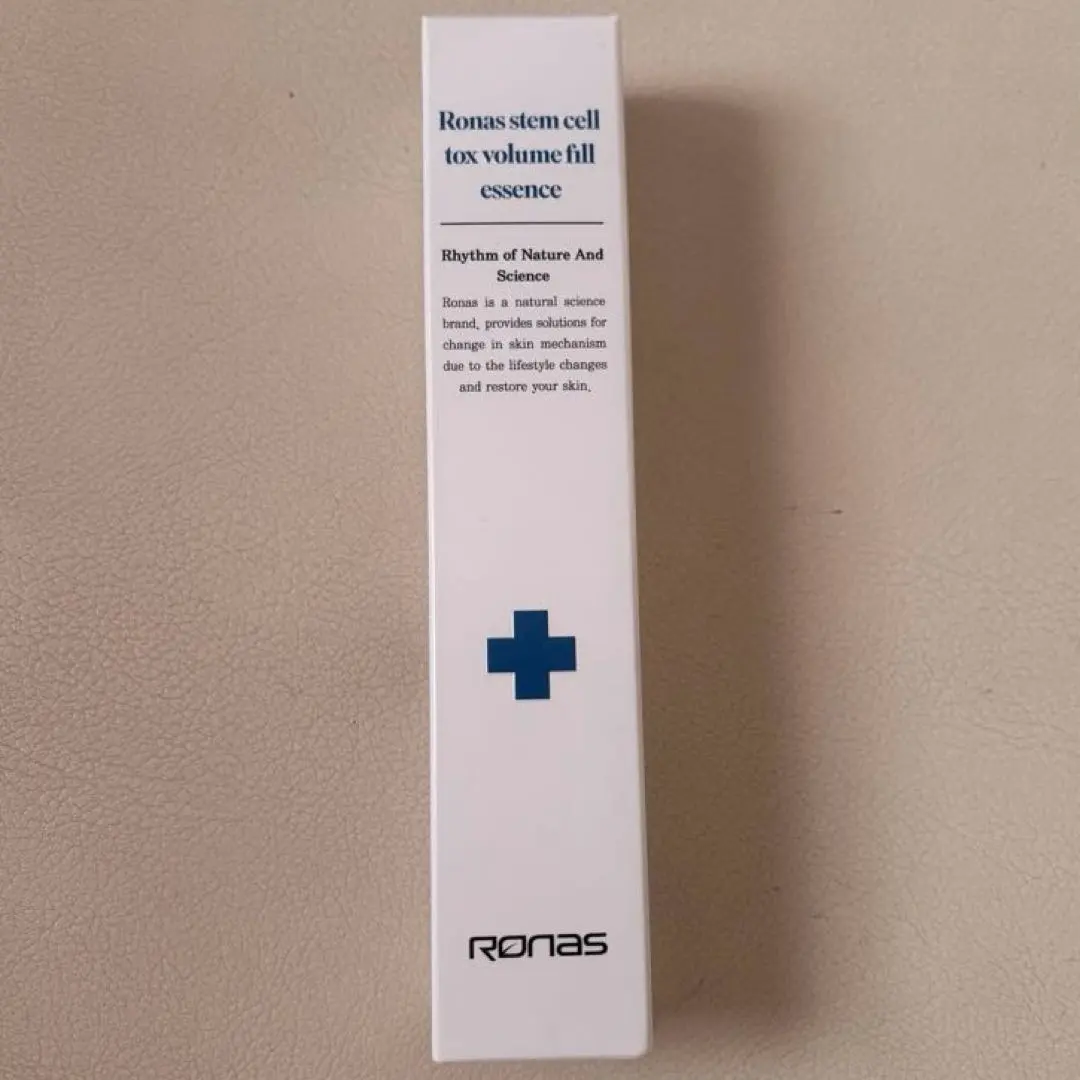 Ronas stem cell
tox volume fill
essence
Rhythm of Nature And
Science
Ronas is a natural science
brand, provides solutions for
change in skin mechanism
due to the lifestyle changes
and restore your skin.
RONAS